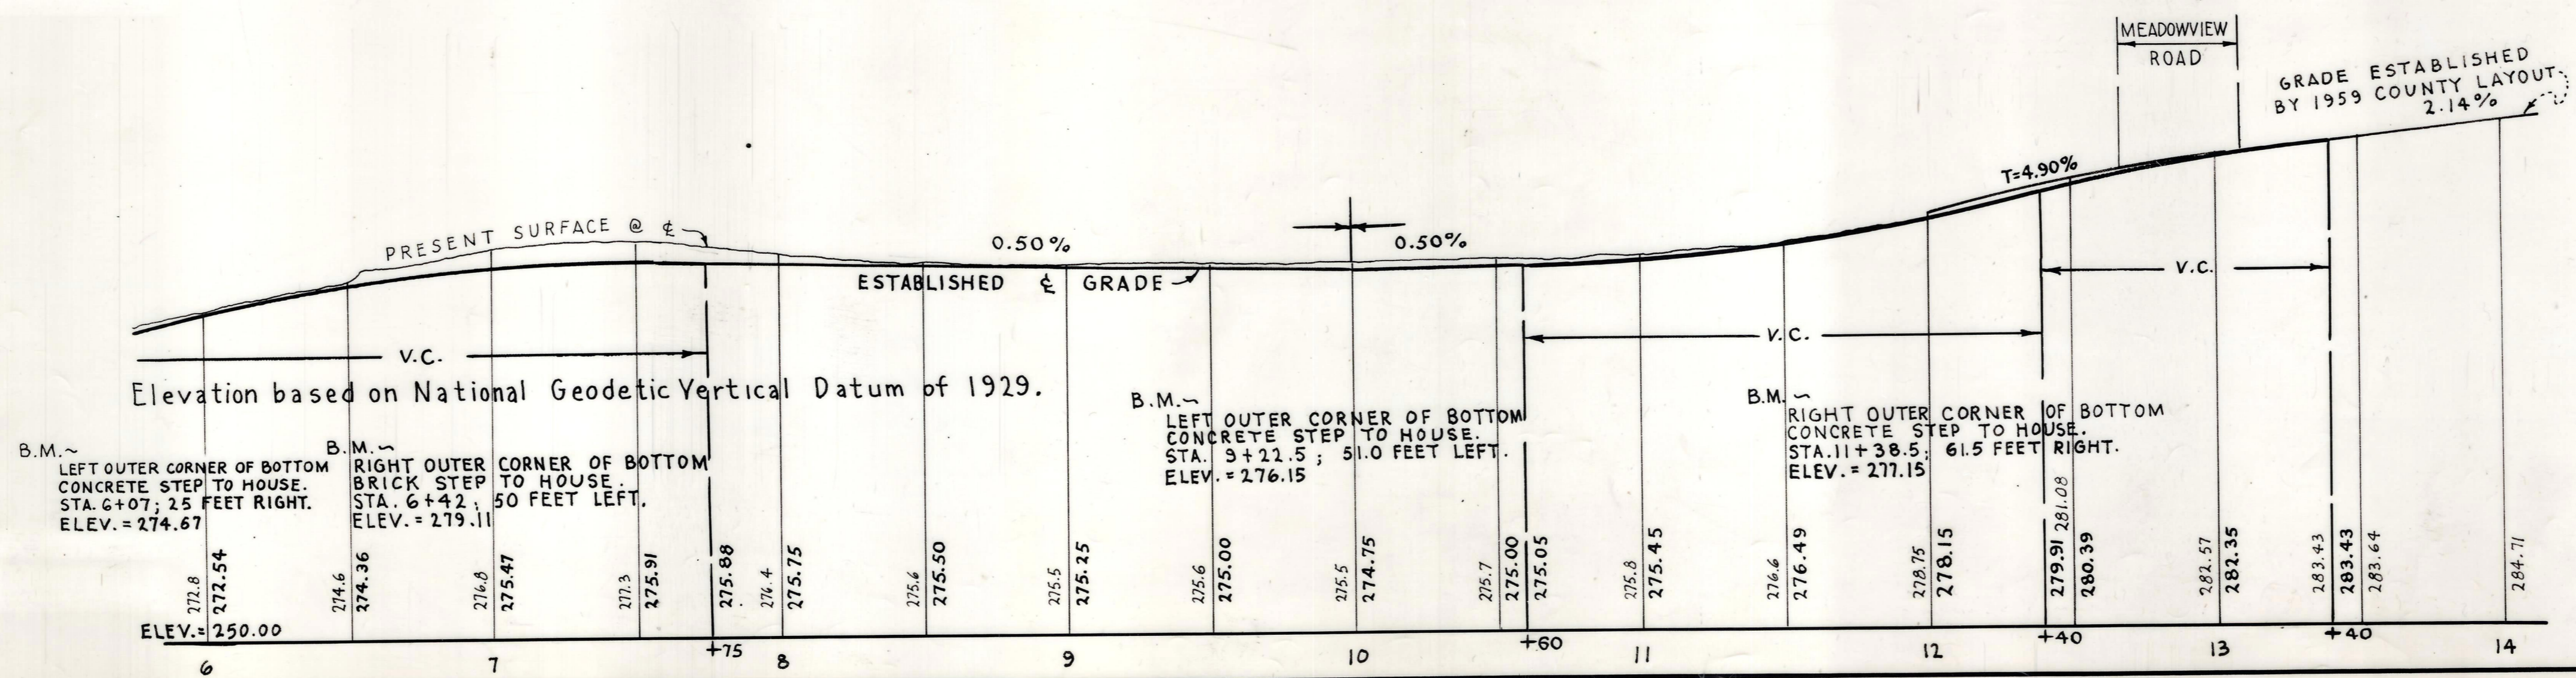 MEADOWVIEW
ROAD
GRADE ESTABLISHED
BY 1959 COUNTY LAYOUT
2.14%
T=4.90%
PRESENT SURFACE @ ℄
0.50%
0.50%
ESTABLISHED ℄ GRADE
V.C.
V.C.
V.C.
Elevation based on National Geodetic Vertical Datum of 1929.
B.M.~
LEFT OUTER CORNER OF BOTTOM
CONCRETE STEP TO HOUSE.
STA. 6+07; 25 FEET RIGHT.
ELEV. = 274.67
B.M.~
RIGHT OUTER CORNER OF BOTTOM
BRICK STEP TO HOUSE.
STA. 6+42; 50 FEET LEFT.
ELEV. = 279.11
B.M.~
LEFT OUTER CORNER OF BOTTOM
CONCRETE STEP TO HOUSE.
STA. 9+22.5; 51.0 FEET LEFT.
ELEV. = 276.15
B.M.~
RIGHT OUTER CORNER OF BOTTOM
CONCRETE STEP TO HOUSE.
STA. 11+38.5; 61.5 FEET RIGHT.
ELEV. = 277.15
272.8
272.54
274.6
274.36
276.8
275.47
277.3
275.91
275.88
276.4
275.75
275.6
275.50
275.5
275.25
275.6
275.00
275.5
274.75
275.7
275.00
275.05
275.8
275.45
276.6
276.49
278.75
278.15
279.91
281.08
280.39
282.57
282.35
283.43
283.43
283.64
284.71
ELEV.=250.00
6
7
+75
8
9
10
+60
11
12
+40
13
+40
14